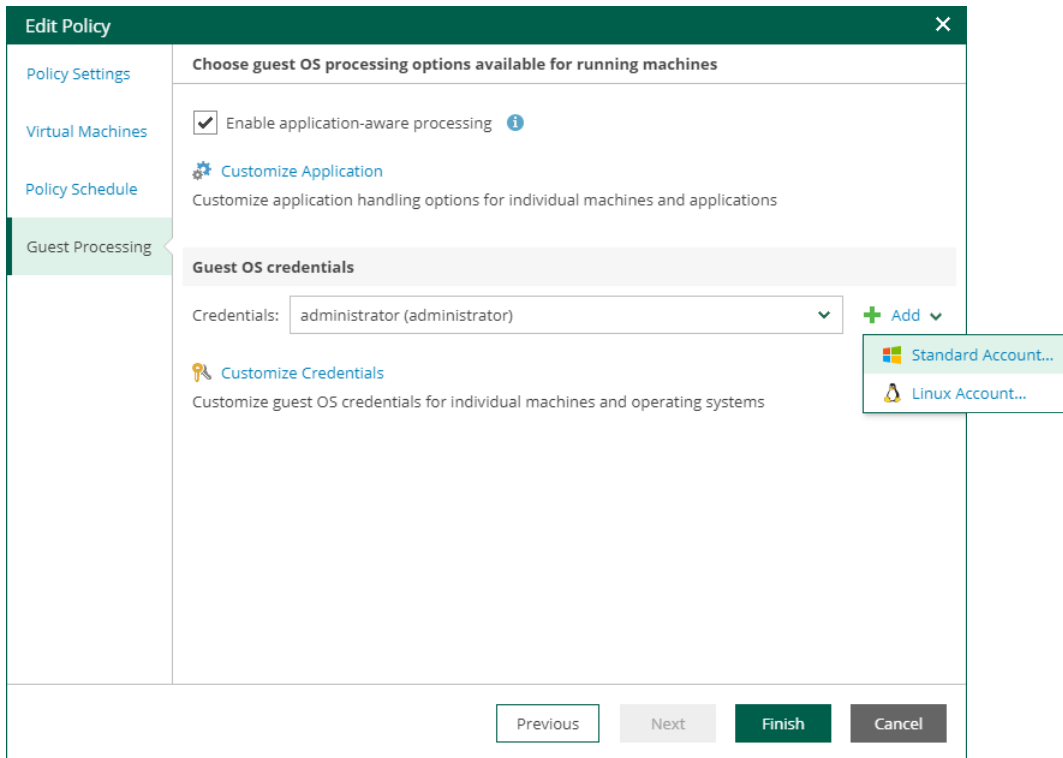 Edit Policy
Policy Settings
Virtual Machines
Policy Schedule
Guest Processing
Choose guest OS processing options available for running machines
Enable application-aware processing
Customize Application
Customize application handling options for individual machines and applications
Guest OS credentials
Credentials: administrator (administrator) Add
Standard Account...
Linux Account...
Customize Credentials
Customize guest OS credentials for individual machines and operating systems
Previous Next Finish Cancel